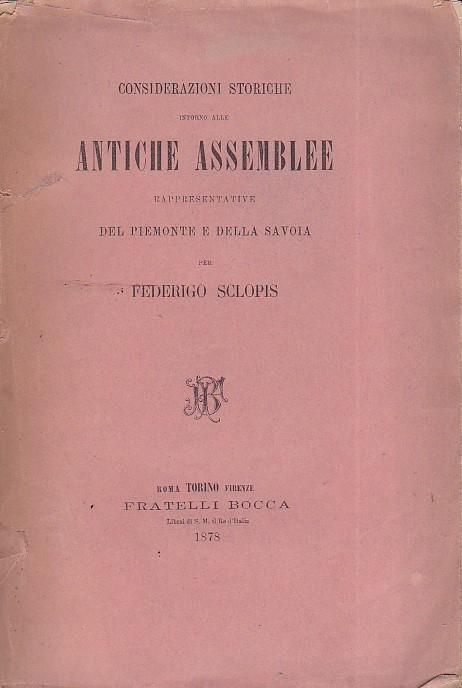 CONSIDERAZIONI STORICHE
INTORNO ALLE
ANTICHE ASSEMBLEE
RAPPRESENTATIVE
DEL PIEMONTE E DELLA SAVOIA
PER
FEDERIGO SCLOPIS
ROMA TORINO FIRENZE
FRATELLI BOCCA
Librai di S. M. il Re d'Italia
1878